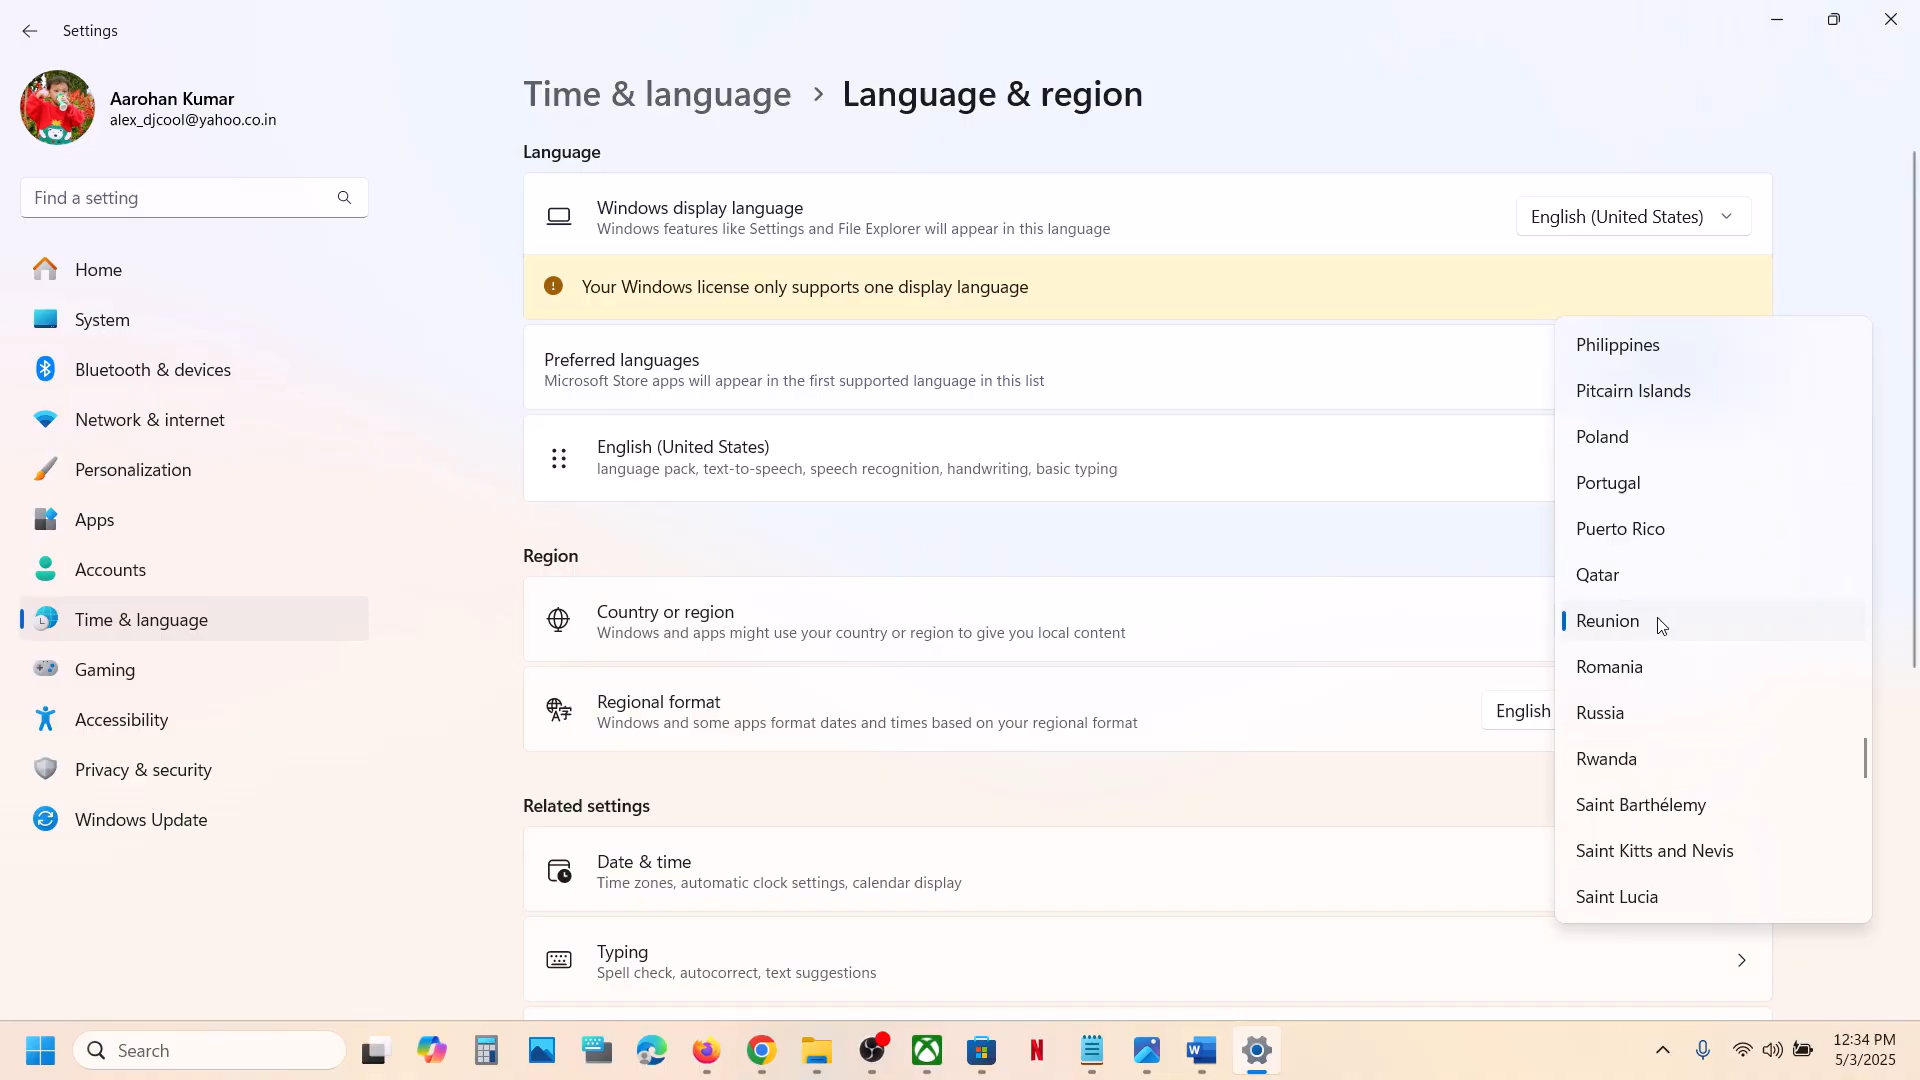 Settings
Aarohan Kumar
alex_djcool@yahoo.co.in
Find a setting
Home
System
Bluetooth & devices
Network & internet
Personalization
Apps
Accounts
Time & language
Gaming
Accessibility
Privacy & security
Windows Update
Time & language > Language & region
Language
Windows display language
Windows features like Settings and File Explorer will appear in this language
English (United States)
Your Windows license only supports one display language
Preferred languages
Microsoft Store apps will appear in the first supported language in this list
English (United States)
language pack, text-to-speech, speech recognition, handwriting, basic typing
Region
Country or region
Windows and apps might use your country or region to give you local content
Regional format
Windows and some apps format dates and times based on your regional format
English
Related settings
Date & time
Time zones, automatic clock settings, calendar display
Typing
Spell check, autocorrect, text suggestions
Philippines
Pitcairn Islands
Poland
Portugal
Puerto Rico
Qatar
Reunion
Romania
Russia
Rwanda
Saint Barthélemy
Saint Kitts and Nevis
Saint Lucia
Search
12:34 PM
5/3/2025